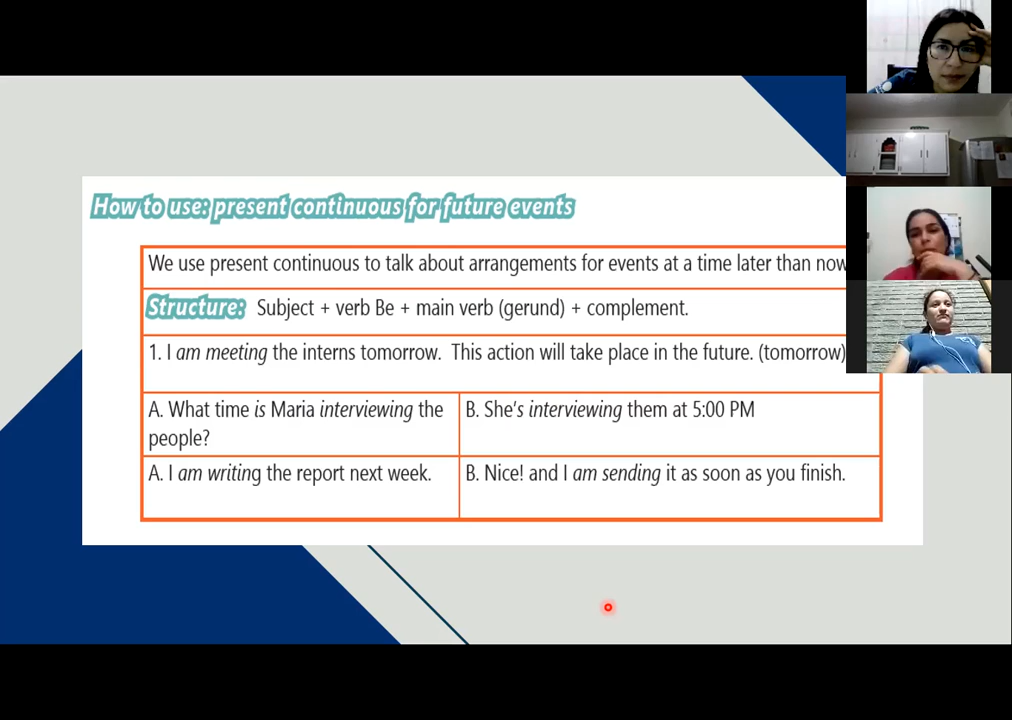 How to use: present continuous for future events
We use present continuous to talk about arrangements for events at a time later than now
Structure: Subject + verb Be + main verb (gerund) + complement.
1. I am meeting the interns tomorrow. This action will take place in the future. (tomorrow)
A. What time is Maria interviewing the
people?
B. She's interviewing them at 5:00 PM
A. I am writing the report next week.
B. Nice! and I am sending it as soon as you finish.